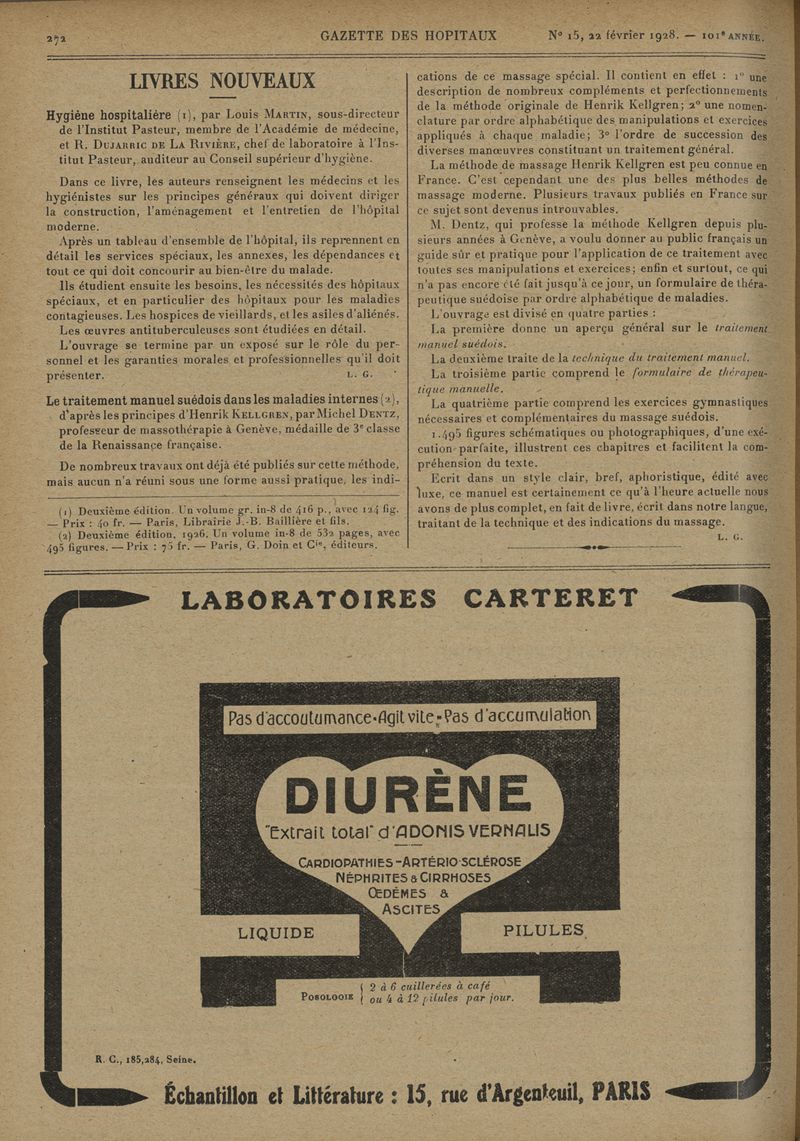 272
GAZETTE DES HOPITAUX
N° 15, 22 février 1928. — 101e ANNÉE.
LIVRES NOUVEAUX
Hygiène hospitalière (1), par Louis MARTIN, sous-directeur
de l'Institut Pasteur, membre de l'Académie de médecine,
et R. DUJARRIC DE LA RIVIÈRE, chef de laboratoire à l'Ins-
titut Pasteur, auditeur au Conseil supérieur d'hygiène.
Dans ce livre, les auteurs renseignent les médecins et les
hygiénistes sur les principes généraux qui doivent diriger
la construction, l'aménagement et l'entretien de l'hôpital
moderne.
Après un tableau d'ensemble de l'hôpital, ils reprennent en
détail les services spéciaux, les annexes, les dépendances et
tout ce qui doit concourir au bien-être du malade.
Ils étudient ensuite les besoins, les nécessités des hôpitaux
spéciaux, et en particulier des hôpitaux pour les maladies
contagieuses. Les hospices de vieillards, et les asiles d'aliénés.
Les œuvres antituberculeuses sont étudiées en détail.
L'ouvrage se termine par un exposé sur le rôle du per-
sonnel et les garanties morales et professionnelles qu'il doit
présenter. L. G.
Le traitement manuel suédois dans les maladies internes (2),
d'après les principes d'Henrik KELLGREN, par Michel DENTZ,
professeur de massothérapie à Genève, médaille de 3e classe
de la Renaissance française.
De nombreux travaux ont déjà été publiés sur cette méthode,
mais aucun n'a réuni sous une forme aussi pratique, les indi-
(1) Deuxième édition. Un volume gr. in-8 de 416 p., avec 124 fig.
— Prix : 40 fr. — Paris, Librairie J.-B. Baillière et fils.
(2) Deuxième édition. 1926. Un volume in-8 de 532 pages, avec
495 figures. — Prix : 75 fr. — Paris, G. Doin et Cie, éditeurs.
cations de ce massage spécial. Il contient en effet : 1° une
description de nombreux compléments et perfectionnements
de la méthode originale de Henrik Kellgren; 2° une nomen-
clature par ordre alphabétique des manipulations et exercices
appliqués à chaque maladie; 3° l'ordre de succession des
diverses manœuvres constituant un traitement général.
La méthode de massage Henrik Kellgren est peu connue en
France. C'est cependant une des plus belles méthodes de
massage moderne. Plusieurs travaux publiés en France sur
ce sujet sont devenus introuvables.
M. Dentz, qui professe la méthode Kellgren depuis plu-
sieurs années à Genève, a voulu donner au public français un
guide sûr et pratique pour l'application de ce traitement avec
toutes ses manipulations et exercices; enfin et surtout, ce qui
n'a pas encore été fait jusqu'à ce jour, un formulaire de théra-
peutique suédoise par ordre alphabétique de maladies.
L'ouvrage est divisé en quatre parties :
La première donne un aperçu général sur le traitement
manuel suédois.
La deuxième traite de la technique du traitement manuel.
La troisième partie comprend le formulaire de thérapeu-
tique manuelle.
La quatrième partie comprend les exercices gymnastiques
nécessaires et complémentaires du massage suédois.
1.495 figures schématiques ou photographiques, d'une exé-
cution parfaite, illustrent ces chapitres et facilitent la com-
préhension du texte.
Ecrit dans un style clair, bref, aphoristique, édité avec
luxe, ce manuel est certainement ce qu'à l'heure actuelle nous
avons de plus complet, en fait de livre, écrit dans notre langue,
traitant de la technique et des indications du massage.
L. G.
LABORATOIRES CARTERET
Pas d'accoutumance • Agit vite - Pas d'accumulation
DIURÈNE
"Extrait total" d'ADONIS VERNALIS
CARDIOPATHIES - ARTÉRIO-SCLÉROSE
NÉPHRITES & CIRRHOSES
ŒDÈMES &
ASCITES
LIQUIDE
PILULES
POSOLOGIE { 2 à 6 cuillerées à café
ou 4 à 12 pilules par jour.
R. C., 185,284, Seine.
Échantillon et Littérature : 15, rue d'Argenteuil, PARIS